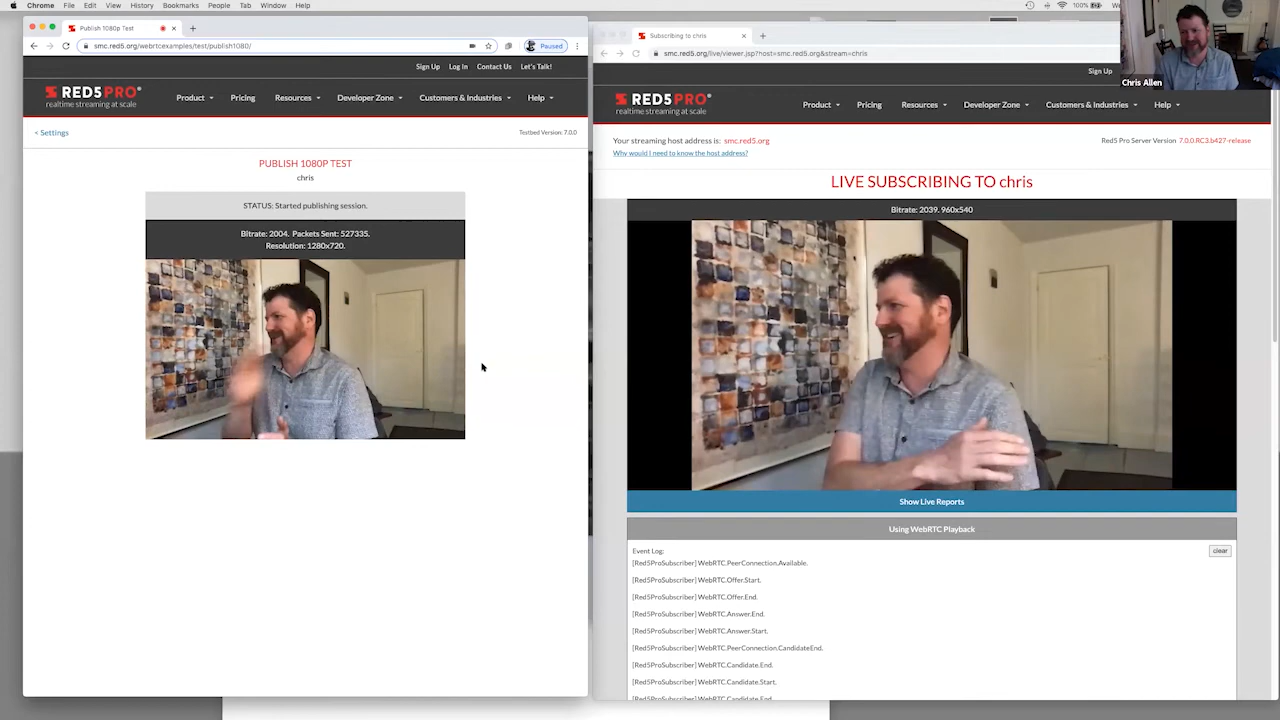 Chrome File Edit View History Bookmarks People Tab Window Help
100%
Publish 1080p Test
smc.red5.org/webrtcexamples/test/publish1080/
Paused
Sign Up Log In Contact Us Let's Talk!
RED5PRO
realtime streaming at scale
Product Pricing Resources Developer Zone Customers & Industries Help
< Settings
Testbed Version: 7.0.0
PUBLISH 1080P TEST
chris
STATUS: Started publishing session.
Bitrate: 2004. Packets Sent: 527335.
Resolution: 1280x720.
Subscribing to chris
smc.red5.org/live/viewer.jsp?host=smc.red5.org&stream=chris
Sign Up
RED5PRO
realtime streaming at scale
Product Pricing Resources Developer Zone Customers & Industries Help
Your streaming host address is: smc.red5.org
Red5 Pro Server Version 7.0.0.RC3.b427-release
Why would I need to know the host address?
LIVE SUBSCRIBING TO chris
Bitrate: 2039. 960x540
Show Live Reports
Using WebRTC Playback
Event Log:
clear
[Red5ProSubscriber] WebRTC.PeerConnection.Available.
[Red5ProSubscriber] WebRTC.Offer.Start.
[Red5ProSubscriber] WebRTC.Offer.End.
[Red5ProSubscriber] WebRTC.Answer.End.
[Red5ProSubscriber] WebRTC.Answer.Start.
[Red5ProSubscriber] WebRTC.PeerConnection.CandidateEnd.
[Red5ProSubscriber] WebRTC.Candidate.End.
[Red5ProSubscriber] WebRTC.Candidate.Start.
[Red5ProSubscriber] WebRTC.Candidate.End.
Chris Allen